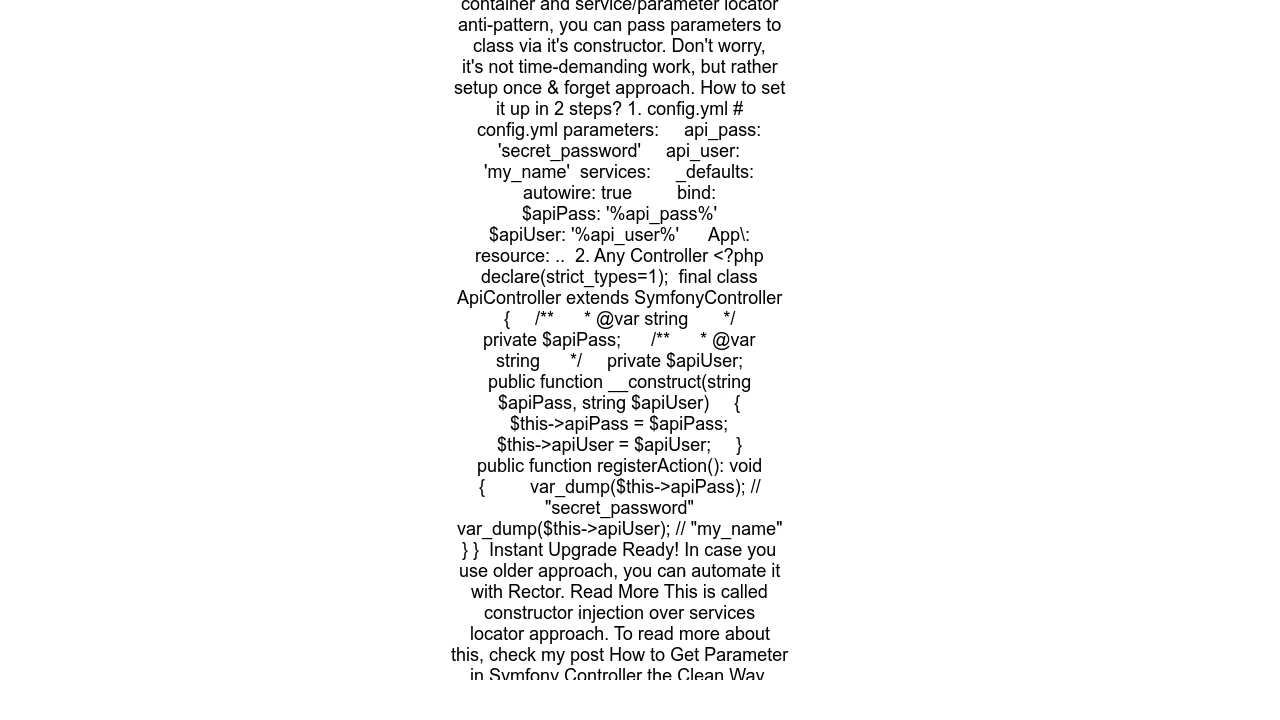 container and service/parameter locator
anti-pattern, you can pass parameters to
class via it's constructor. Don't worry,
it's not time-demanding work, but rather
setup once & forget approach. How to set
it up in 2 steps? 1. config.yml #
config.yml parameters:     api_pass:
'secret_password'     api_user:
'my_name'  services:     _defaults:
autowire: true         bind:
$apiPass: '%api_pass%'
$apiUser: '%api_user%'      App\:
resource: ..  2. Any Controller <?php
declare(strict_types=1);  final class
ApiController extends SymfonyController
{     /**      * @var string       */
private $apiPass;      /**      * @var
string      */     private $apiUser;
public function __construct(string
$apiPass, string $apiUser)     {
$this->apiPass = $apiPass;
$this->apiUser = $apiUser;     }
public function registerAction(): void
{         var_dump($this->apiPass); //
"secret_password"
var_dump($this->apiUser); // "my_name"
} }  Instant Upgrade Ready! In case you
use older approach, you can automate it
with Rector. Read More This is called
constructor injection over services
locator approach. To read more about
this, check my post How to Get Parameter
in Symfony Controller the Clean Way